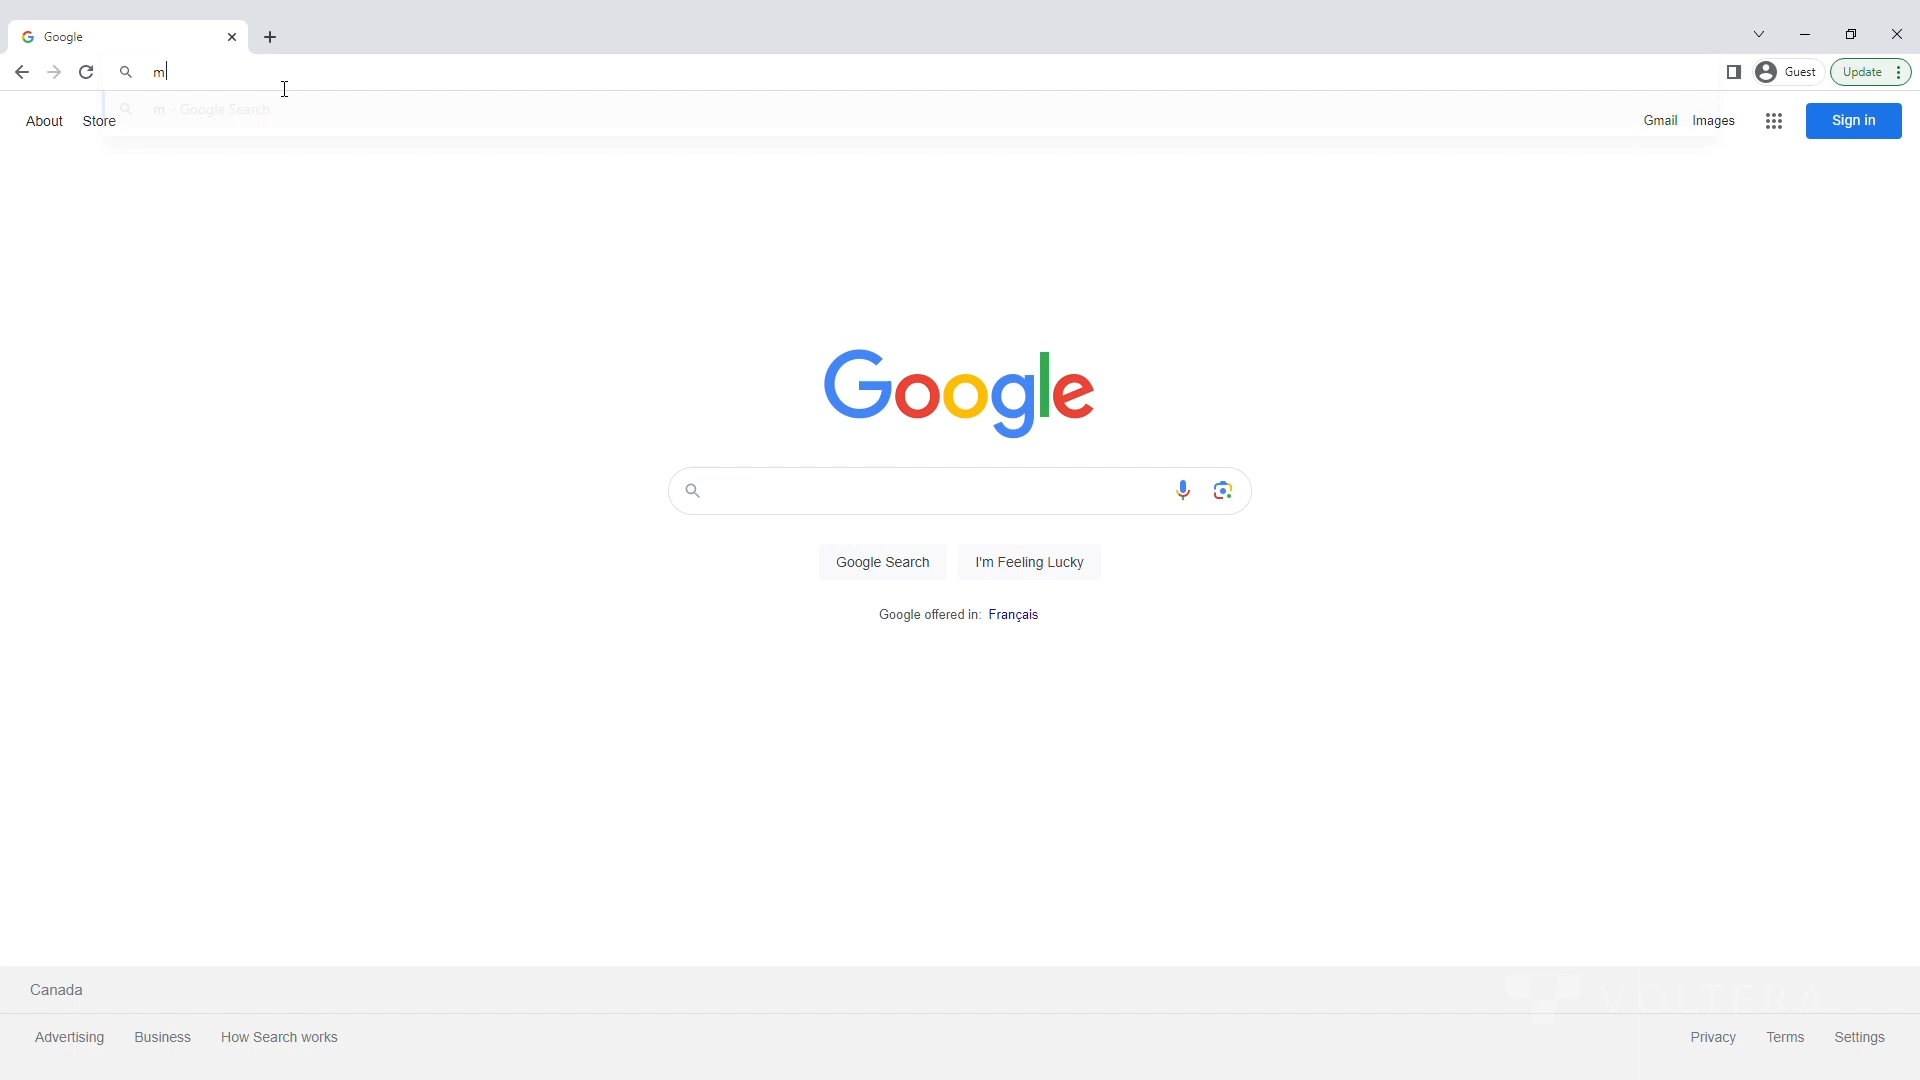 Google
m
Guest
Update
m - Google Search
About Store
Gmail Images
Sign in
Google
Google Search
I'm Feeling Lucky
Google offered in: Français
Canada
VOLTERA
Advertising Business How Search works
Privacy Terms Settings